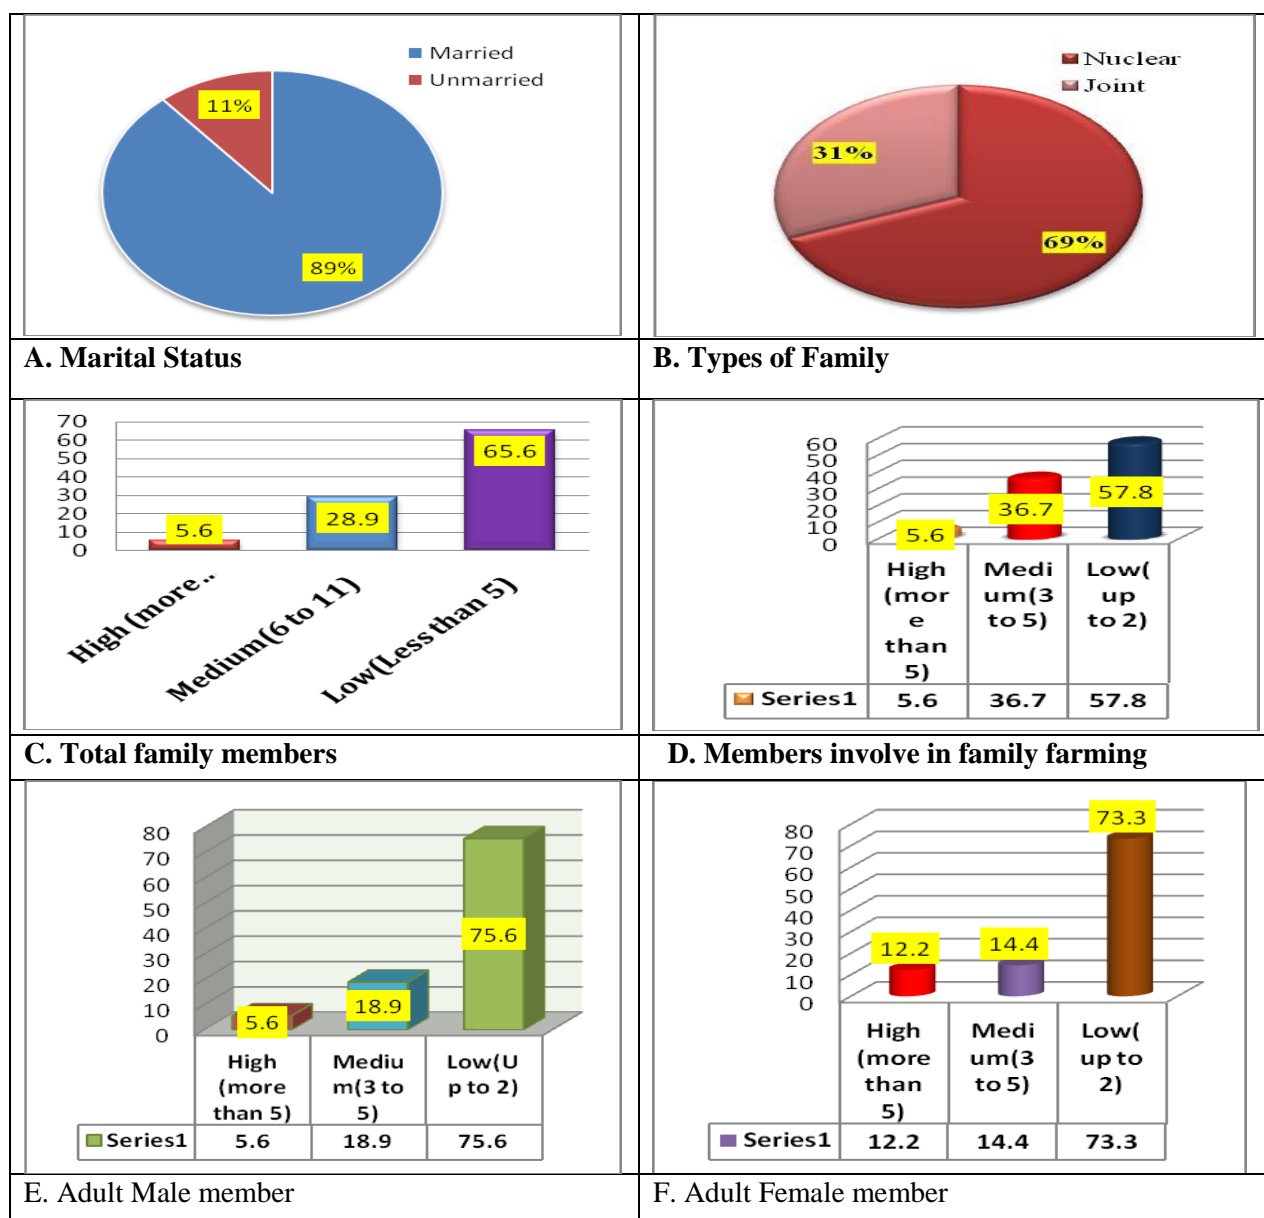 Married
Unmarried
11%
89%
A. Marital Status
Nuclear
Joint
31%
69%
B. Types of Family
70
60
50
40
30
20
10
0
5.6
28.9
65.6
High (more..
Medium(6 to 11)
Low(Less than 5)
C. Total family members
60
50
40
30
20
10
0
5.6
36.7
57.8
High
(mor
e
than
5)
Medi
um(3
to 5)
Low(
up
to 2)
Series1 5.6 36.7 57.8
D. Members involve in family farming
80
70
60
50
40
30
20
10
0
5.6
18.9
75.6
High
(more
than 5)
Mediu
m(3 to
5)
Low(U
p to 2)
Series1 5.6 18.9 75.6
E. Adult Male member
80
70
60
50
40
30
20
10
0
12.2
14.4
73.3
High
(more
than
5)
Medi
um(3
to 5)
Low(
up to
2)
Series1 12.2 14.4 73.3
F. Adult Female member